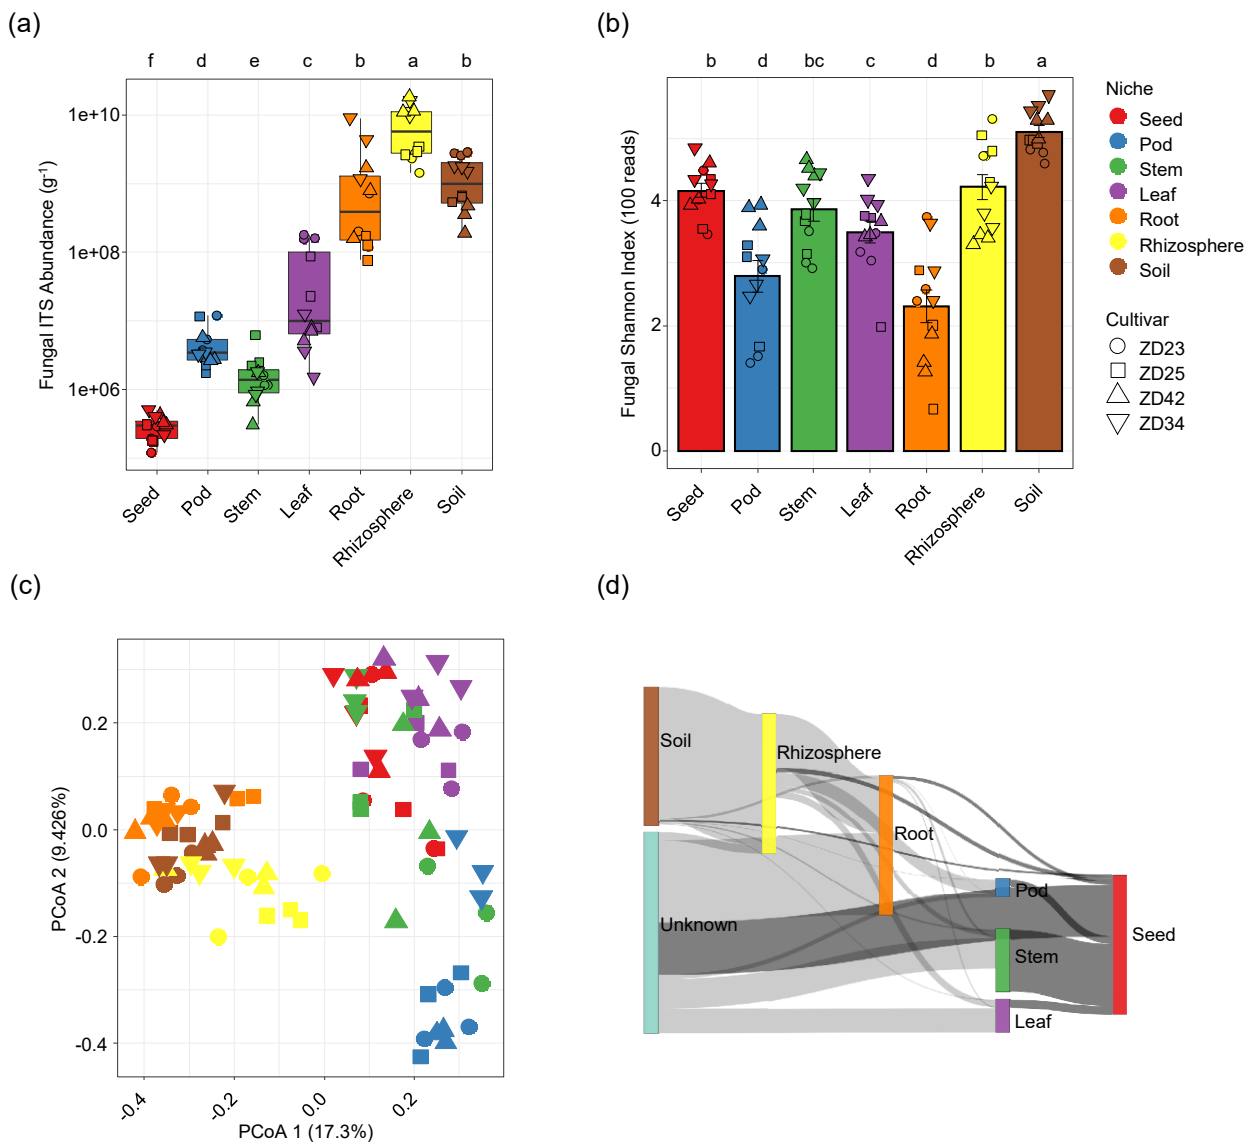 (a)
f d e c b a b
Fungal ITS Abundance (g⁻¹)
1e+10
1e+08
1e+06
Seed
Pod
Stem
Leaf
Root
Rhizosphere
Soil
(b)
b d bc c d b a
Fungal Shannon Index (100 reads)
4
2
0
Seed
Pod
Stem
Leaf
Root
Rhizosphere
Soil
Niche
Seed
Pod
Stem
Leaf
Root
Rhizosphere
Soil
Cultivar
ZD23
ZD25
ZD42
ZD34
(c)
PCoA 2 (9.426%)
0.2
0.0
-0.2
-0.4
-0.4
-0.2
0.0
0.2
PCoA 1 (17.3%)
(d)
Soil
Rhizosphere
Root
Unknown
Pod
Stem
Leaf
Seed